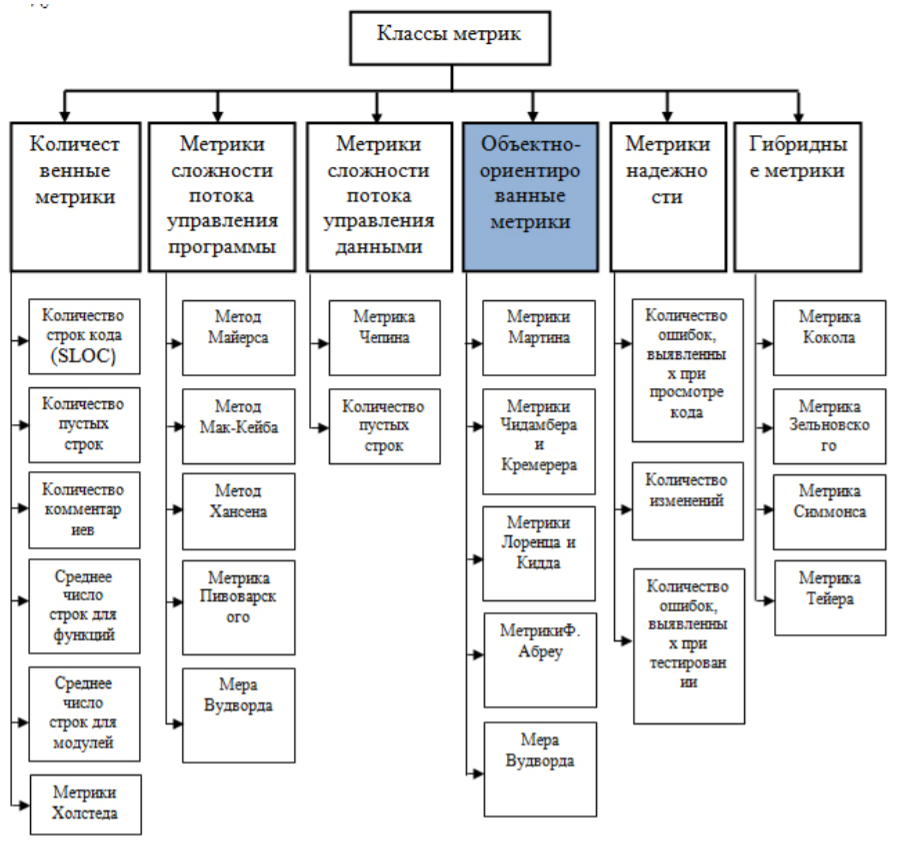 Классы метрик
Количест
венные
метрики
Метрики
сложности
потока
управления
программы
Метрики
сложности
потока
управления
данными
Объектно-
ориентиро
ванные
метрики
Метрики
надежно
сти
Гибридны
е метрики
Количество
строк кода
(SLOC)
Количество
пустых
строк
Количество
комментар
иев
Среднее
число
строк для
функций
Среднее
число
строк для
модулей
Метрики
Холстеда
Метод
Майерса
Метод
Мак-Кейба
Метод
Хансена
Метрика
Пивоварск
ого
Мера
Вудворда
Метрика
Чепина
Количество
пустых
строк
Метрики
Мартина
Метрики
Чидамбера
и
Кремерера
Метрики
Лоренца и
Кидда
МетрикиФ.
Абреу
Мера
Вудворда
Количество
ошибок,
выявленны
х при
просмотре
кода
Количество
изменений
Количество
ошибок,
выявленны
х при
тестирован
ии
Метрика
Кокола
Метрика
Зельновско
го
Метрика
Симмонса
Метрика
Тейера